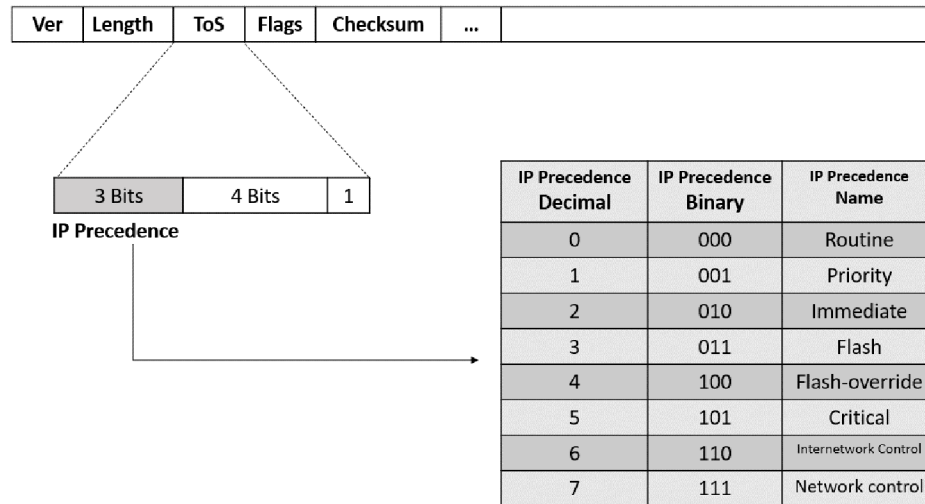 Ver Length ToS Flags Checksum ...
3 Bits 4 Bits 1
IP Precedence
IP Precedence Decimal IP Precedence Binary IP Precedence Name
0 000 Routine
1 001 Priority
2 010 Immediate
3 011 Flash
4 100 Flash-override
5 101 Critical
6 110 Internetwork Control
7 111 Network control